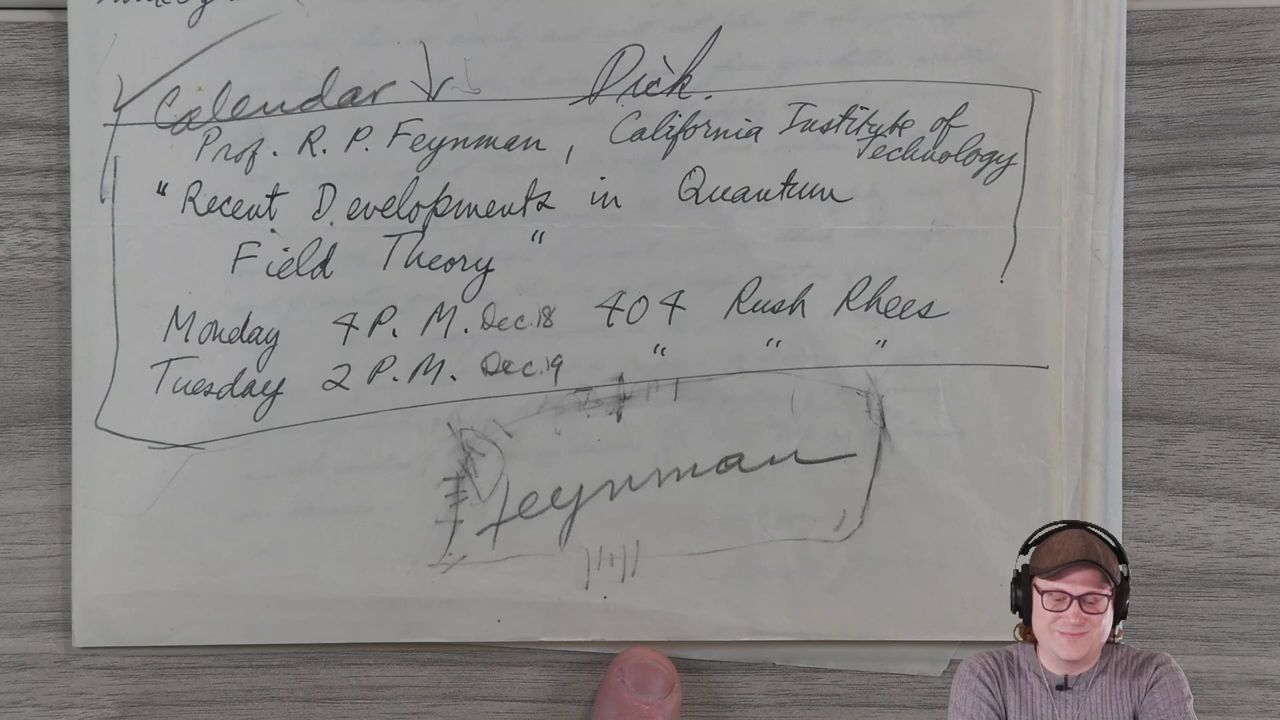 Calendar Dick.
Prof. R. P. Feynman, California Institute of Technology
"Recent Developments in Quantum
Field Theory"
Monday 4 P. M. Dec. 18 404 Rush Rhees
Tuesday 2 P. M. Dec. 19 " " "
Feynman